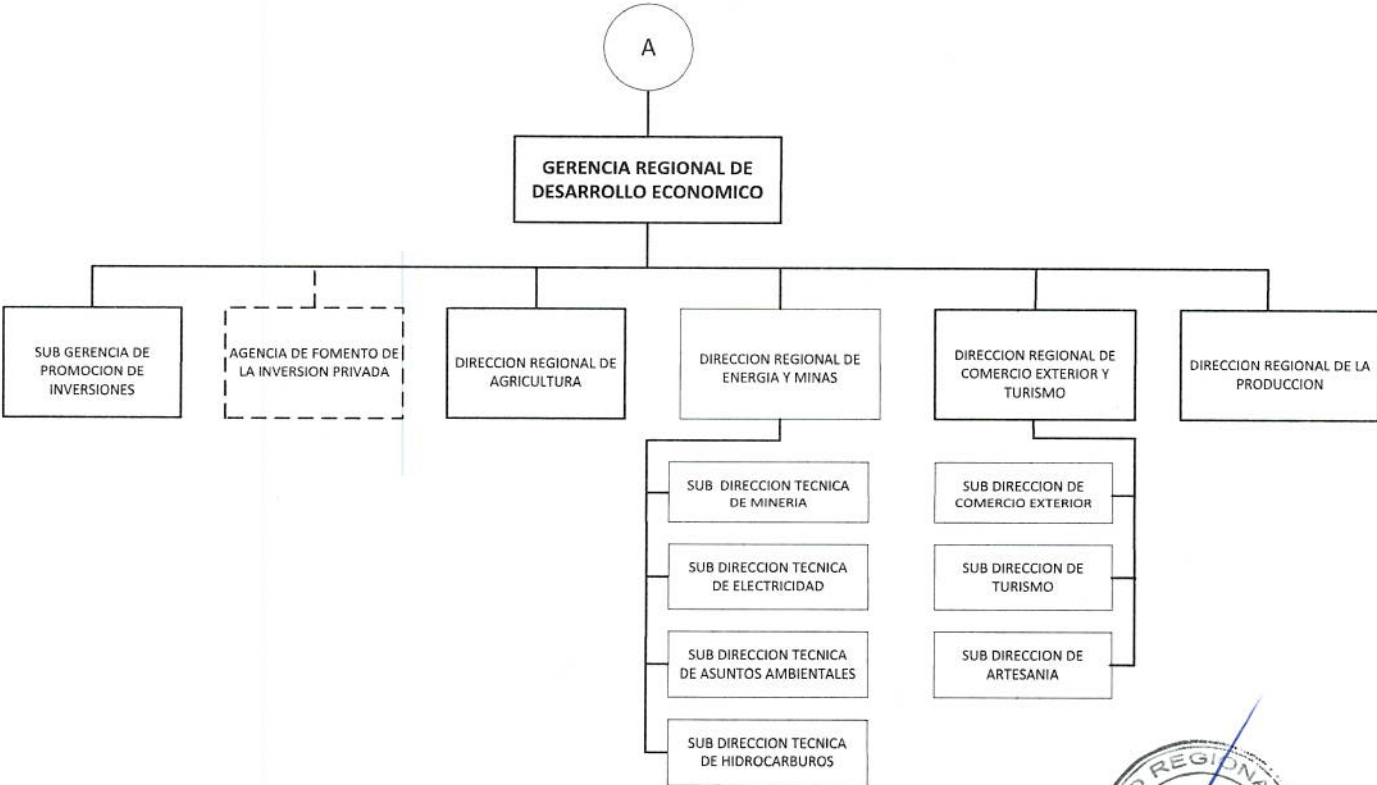 A
GERENCIA REGIONAL DE
DESARROLLO ECONOMICO
SUB GERENCIA DE
PROMOCION DE
INVERSIONES
AGENCIA DE FOMENTO DE
LA INVERSION PRIVADA
DIRECCION REGIONAL DE
AGRICULTURA
DIRECCION REGIONAL DE
ENERGIA Y MINAS
DIRECCION REGIONAL DE
COMERCIO EXTERIOR Y
TURISMO
DIRECCION REGIONAL DE LA
PRODUCCION
SUB DIRECCION TECNICA
DE MINERIA
SUB DIRECCION TECNICA
DE ELECTRICIDAD
SUB DIRECCION TECNICA
DE ASUNTOS AMBIENTALES
SUB DIRECCION TECNICA
DE HIDROCARBUROS
SUB DIRECCION DE
COMERCIO EXTERIOR
SUB DIRECCION DE
TURISMO
SUB DIRECCION DE
ARTESANIA